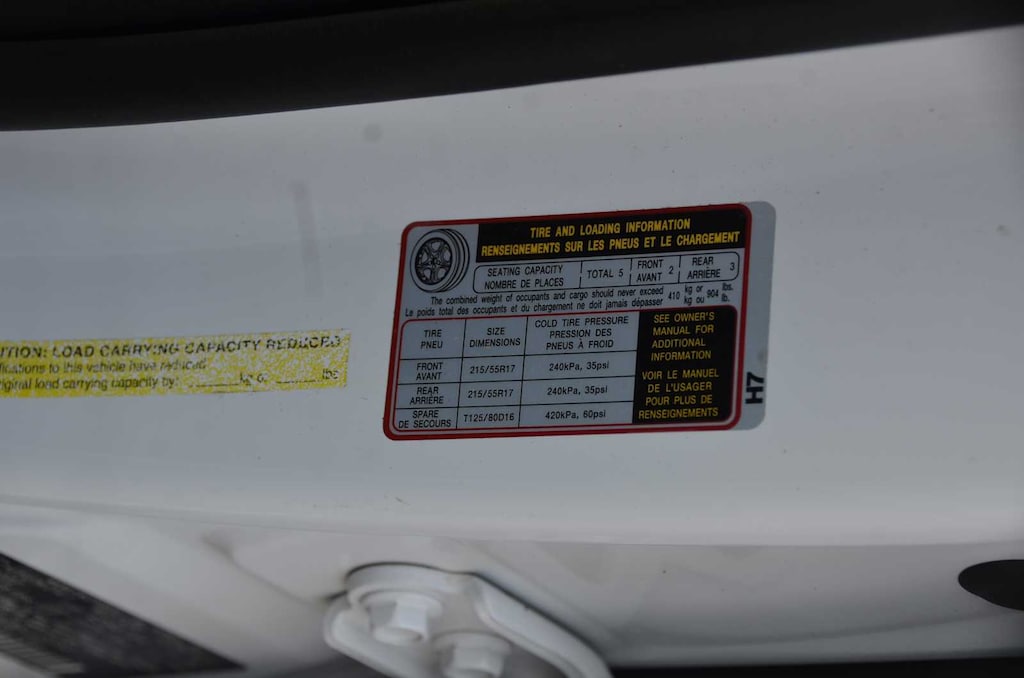 TIRE AND LOADING INFORMATION
RENSEIGNEMENTS SUR LES PNEUS ET LE CHARGEMENT
SEATING CAPACITY
NOMBRE DE PLACES
TOTAL 5
FRONT
AVANT 2
REAR
ARRIÈRE 3
The combined weight of occupants and cargo should never exceed 410 kg or 904 lbs.
Le poids total des occupants et du chargement ne doit jamais dépasser kg ou lb.
TIRE
PNEU
SIZE
DIMENSIONS
COLD TIRE PRESSURE
PRESSION DES
PNEUS À FROID
FRONT
AVANT
215/55R17
240kPa, 35psi
REAR
ARRIÈRE
215/55R17
240kPa, 35psi
SPARE
DE SECOURS
T125/80D16
420kPa, 60psi
SEE OWNER'S
MANUAL FOR
ADDITIONAL
INFORMATION
VOIR LE MANUEL
DE L'USAGER
POUR PLUS DE
RENSEIGNEMENTS
H7
UTION: LOAD CARRYING CAPACITY REDUCED
ifications to this vehicle have reduced
riginal load carrying capacity by: kg o lbs